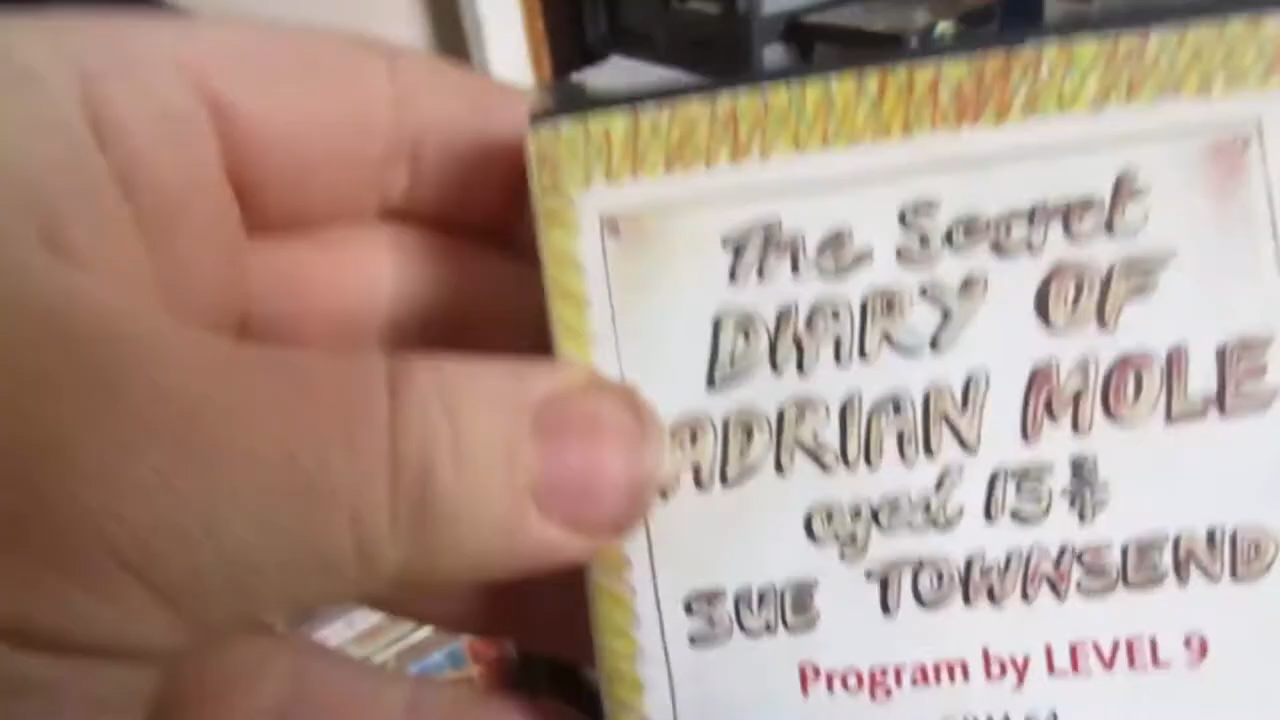 The Secret
DIARY OF
ADRIAN MOLE
aged 13¾
SUE TOWNSEND
Program by LEVEL 9